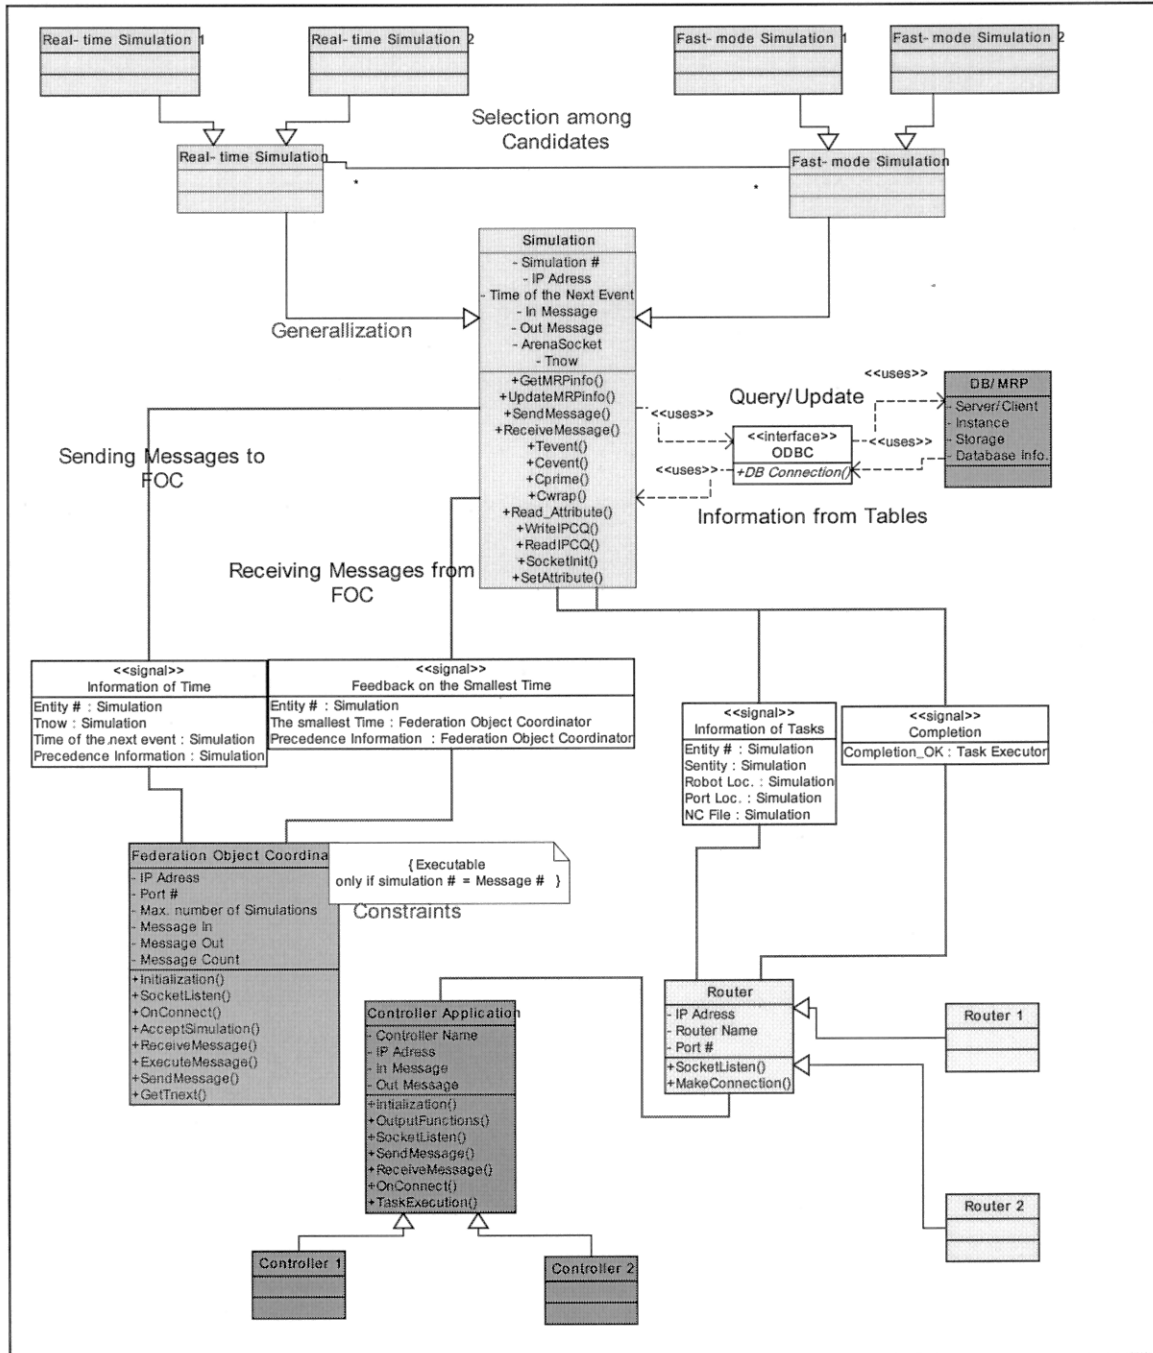 Real- time Simulation 1
Real- time Simulation 2
Fast- mode Simulation 1
Fast- mode Simulation 2
Selection among
Candidates
Real- time Simulation
Fast- mode Simulation
*
*
Simulation
- Simulation #
- IP Adress
- Time of the Next Event
- In Message
- Out Message
- ArenaSocket
- Tnow
+GetMRPinfo()
+UpdateMRPinfo()
+SendMessage()
+ReceiveMessage()
+Tevent()
+Cevent()
+Cprime()
+Cwrap()
+Read_Attribute()
+WriteIPCQ()
+ReadIPCQ()
+SocketInit()
+SetAttribute()
Generallization
<<uses>>
Query/Update
<<uses>>
<<interface>>
ODBC
+DB Connection()
<<uses>>
<<uses>>
DB/MRP
- Server/Client
- Instance
- Storage
- Database Info.
Information from Tables
Sending Messages to
FOC
Receiving Messages from
FOC
<<signal>>
Information of Time
Entity # : Simulation
Tnow : Simulation
Time of the next event : Simulation
Precedence Information : Simulation
<<signal>>
Feedback on the Smallest Time
Entity # : Simulation
The smallest Time : Federation Object Coordinator
Precedence Information : Federation Object Coordinator
<<signal>>
Information of Tasks
Entity # : Simulation
Sentity : Simulation
Robot Loc. : Simulation
Port Loc. : Simulation
NC File : Simulation
<<signal>>
Completion
Completion_OK : Task Executor
Federation Object Coordina
- IP Adress
- Port #
- Max. number of Simulations
- Message In
- Message Out
- Message Count
+Initialization()
+SocketListen()
+OnConnect()
+AcceptSimulation()
+ReceiveMessage()
+ExecuteMessage()
+SendMessage()
+GetTnext()
{Executable
only if simulation # = Message # }
Constraints
Controller Application
- Controller Name
- IP Adress
- In Message
- Out Message
+Intialization()
+OutputFunctions()
+SocketListen()
+SendMessage()
+ReceiveMessage()
+OnConnect()
+TaskExecution()
Router
- IP Adress
- Router Name
- Port #
+SocketListen()
+MakeConnection()
Router 1
Router 2
Controller 1
Controller 2